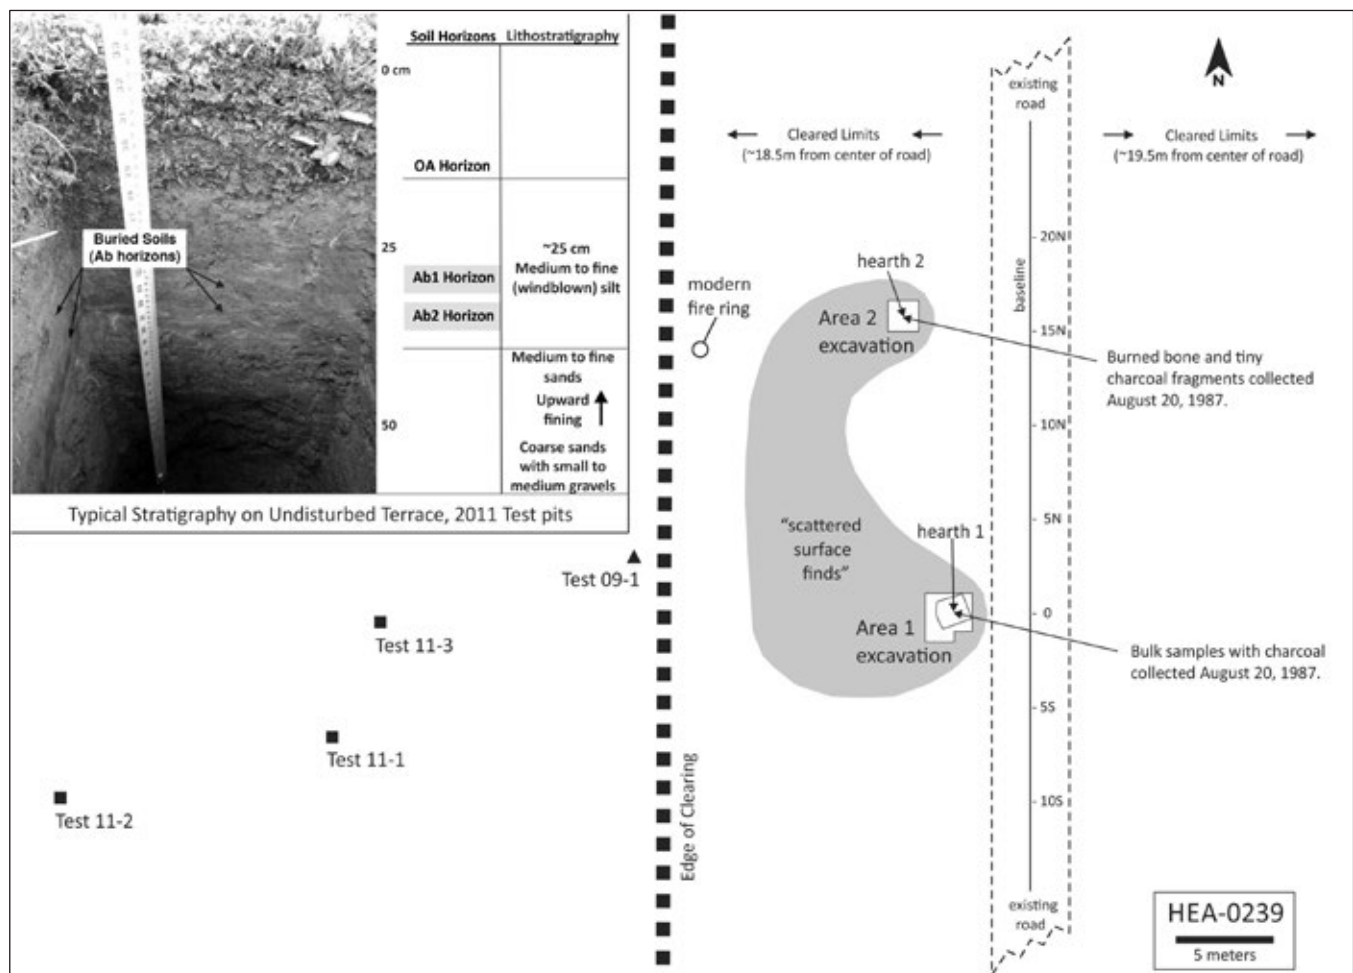 Soil Horizons Lithostratigraphy
0 cm
OA Horizon
Buried Soils
(Ab horizons)
25
~25 cm
Medium to fine
(windblown) silt
Ab1 Horizon
Ab2 Horizon
Medium to fine
sands
Upward
fining
50
Coarse sands
with small to
medium gravels
Typical Stratigraphy on Undisturbed Terrace, 2011 Test pits
Test 09-1
Test 11-3
Test 11-1
Test 11-2
Edge of Clearing
Cleared Limits
(~18.5m from center of road)
existing
road
N
Cleared Limits
(~19.5m from center of road)
baseline
- 20N
- 15N
- 10N
- 5N
- 0
- 5S
- 10S
modern
fire ring
hearth 2
Area 2
excavation
Burned bone and tiny
charcoal fragments collected
August 20, 1987.
"scattered
surface
finds"
hearth 1
Area 1
excavation
Bulk samples with charcoal
collected August 20, 1987.
existing
road
HEA-0239
5 meters